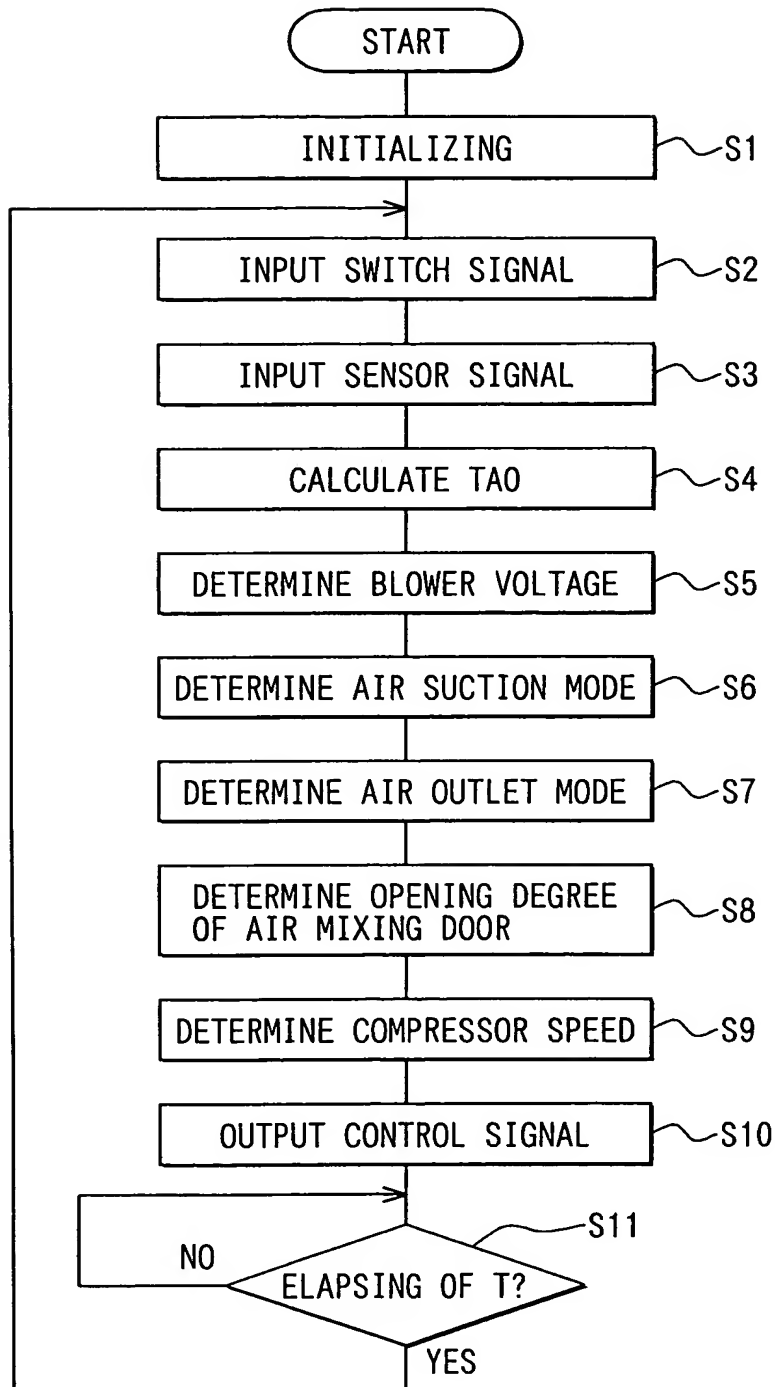 START
INITIALIZING
S1
INPUT SWITCH SIGNAL
S2
INPUT SENSOR SIGNAL
S3
CALCULATE TAO
S4
DETERMINE BLOWER VOLTAGE
S5
DETERMINE AIR SUCTION MODE
S6
DETERMINE AIR OUTLET MODE
S7
DETERMINE OPENING DEGREE
OF AIR MIXING DOOR
S8
DETERMINE COMPRESSOR SPEED
S9
OUTPUT CONTROL SIGNAL
S10
S11
NO
ELAPSING OF T?
YES